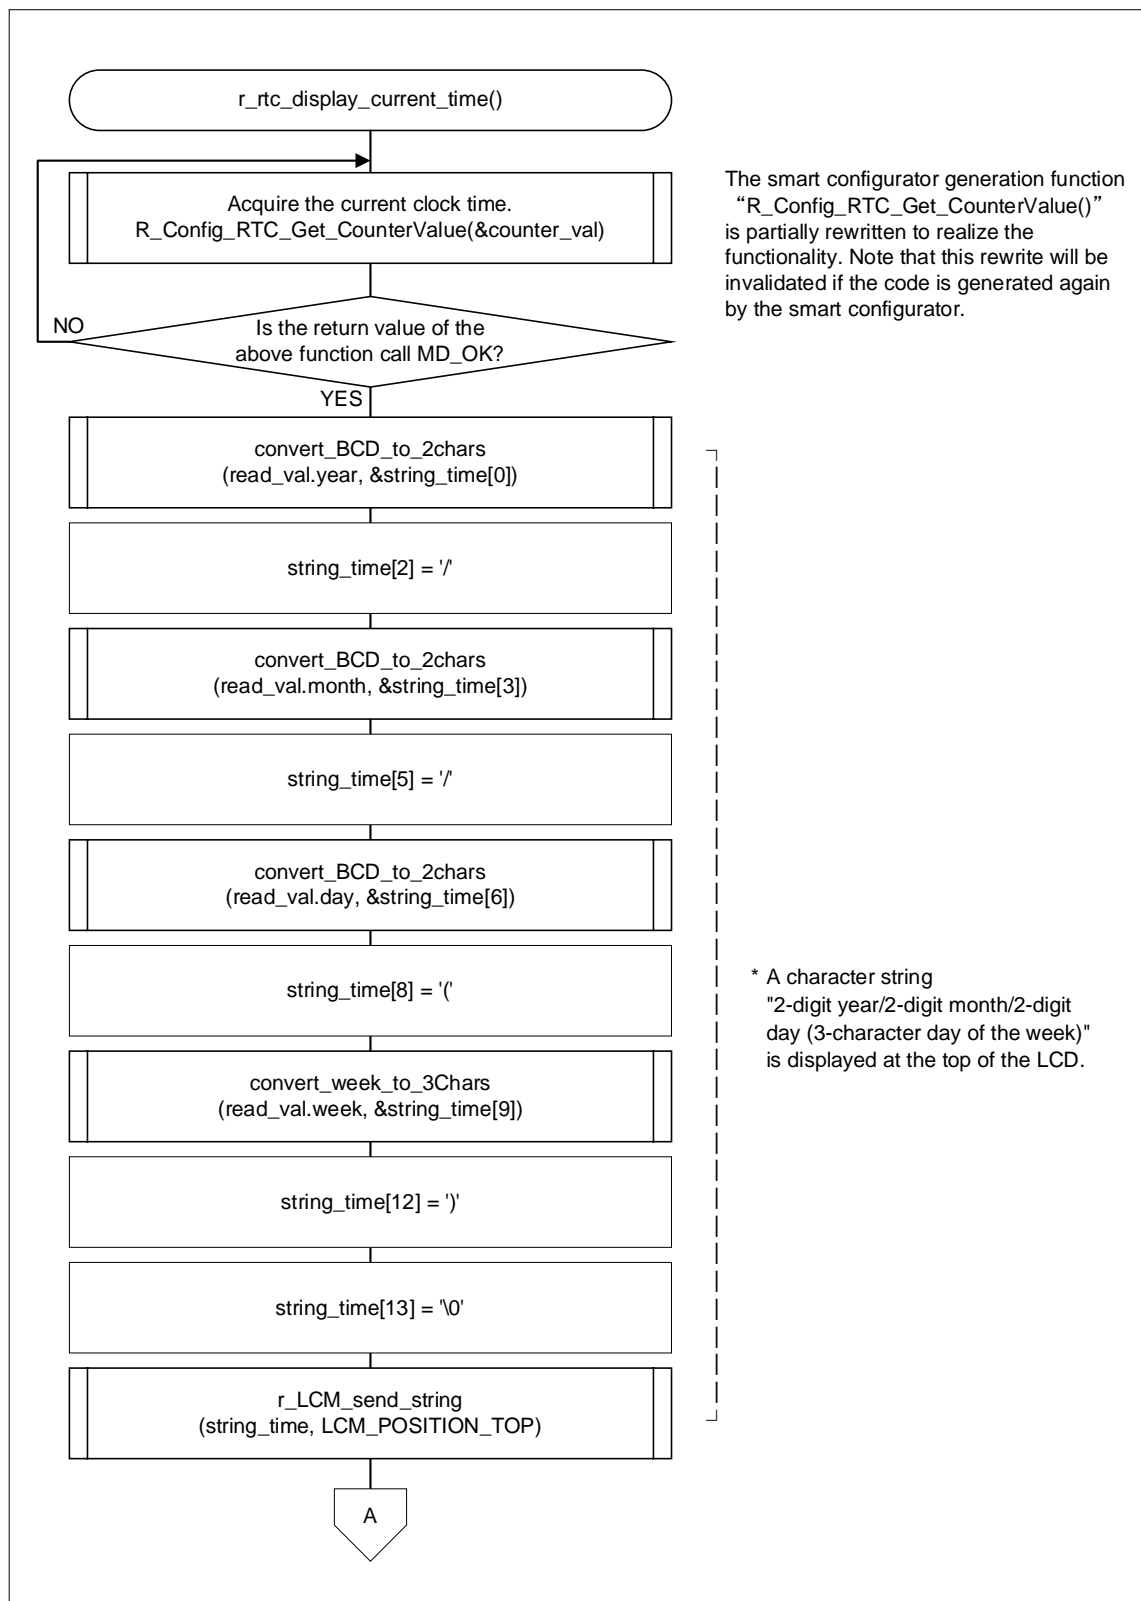 r_rtc_display_current_time()
Acquire the current clock time.
R_Config_RTC_Get_CounterValue(&counter_val)
The smart configurator generation function
“R_Config_RTC_Get_CounterValue()”
is partially rewritten to realize the
functionality. Note that this rewrite will be
invalidated if the code is generated again
by the smart configurator.
NO
Is the return value of the
above function call MD_OK?
YES
convert_BCD_to_2chars
(read_val.year, &string_time[0])
string_time[2] = '/'
convert_BCD_to_2chars
(read_val.month, &string_time[3])
string_time[5] = '/'
convert_BCD_to_2chars
(read_val.day, &string_time[6])
string_time[8] = '('
* A character string
"2-digit year/2-digit month/2-digit
day (3-character day of the week)"
is displayed at the top of the LCD.
convert_week_to_3Chars
(read_val.week, &string_time[9])
string_time[12] = ')'
string_time[13] = '\0'
r_LCM_send_string
(string_time, LCM_POSITION_TOP)
A